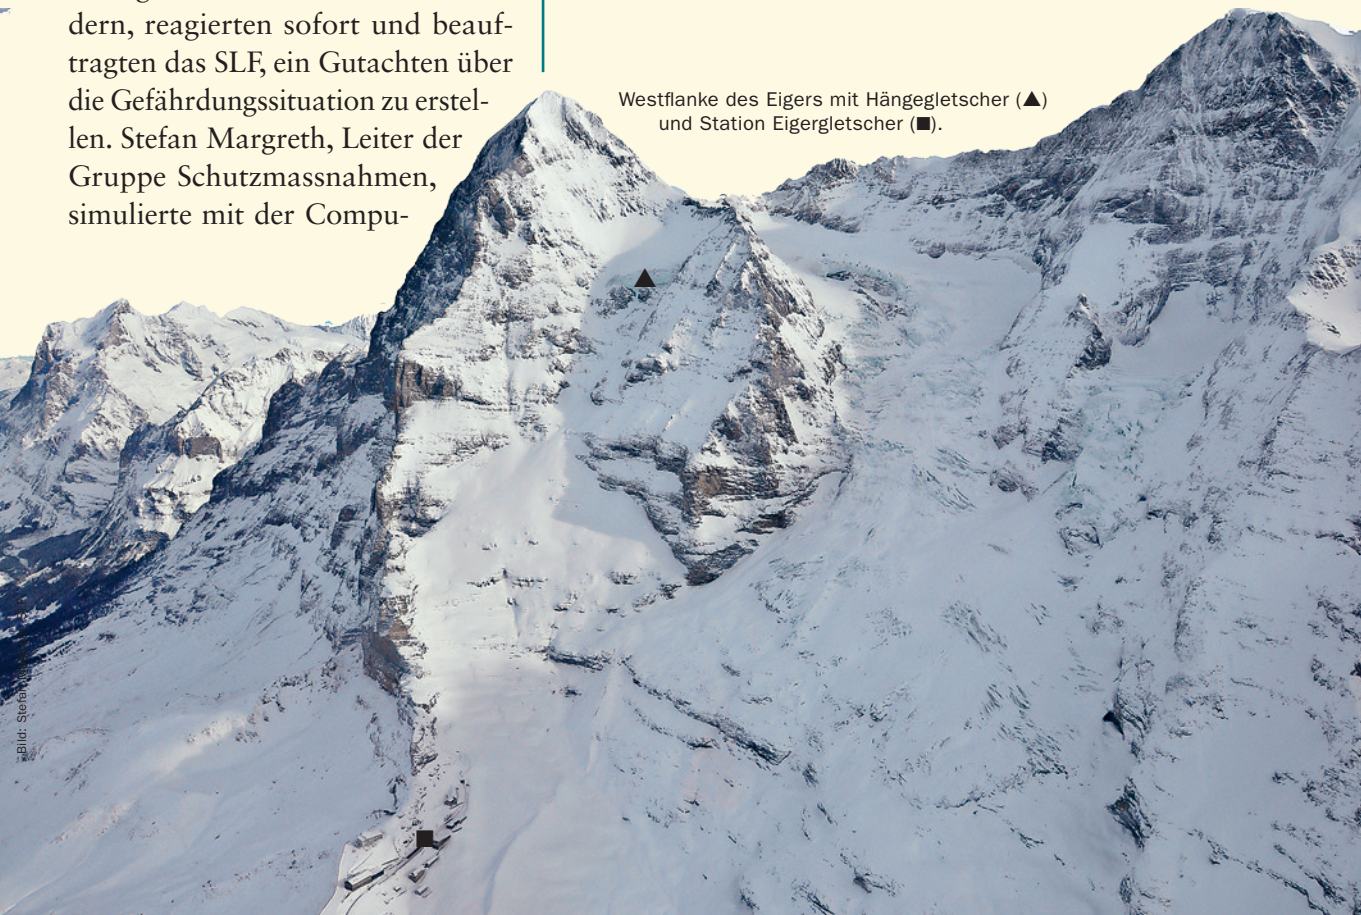 dern, reagierten sofort und beauf-
tragten das SLF, ein Gutachten über
die Gefährdungssituation zu erstel-
len. Stefan Margreth, Leiter der
Gruppe Schutzmassnahmen,
simulierte mit der Compu-
Westflanke des Eigers mit Hängegletscher (▲)
und Station Eigergletscher (■).
Bild: Stefan